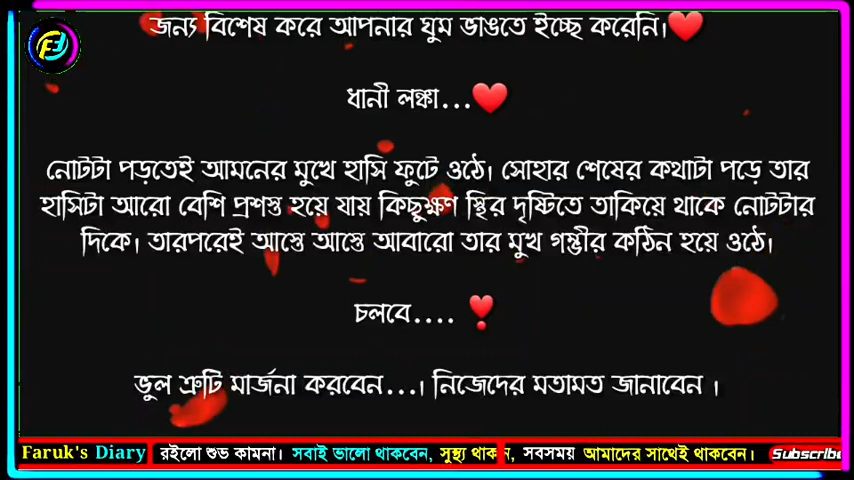 জন্য বিশেষ করে আপনার ঘুম ভাঙতে ইচ্ছে করেনি।❤️
ধানী লঙ্কা...❤️
নোটটা পড়তেই আমনের মুখে হাসি ফুটে ওঠে। সোহার শেষের কথাটা পড়ে তার
হাসিটা আরো বেশি প্রশস্ত হয়ে যায় কিছুক্ষণ স্থির দৃষ্টিতে তাকিয়ে থাকে নোটটার
দিকে। তারপরেই আস্তে আস্তে আবারো তার মুখ গম্ভীর কঠিন হয়ে ওঠে।
চলবে.... ❣️
ভুল ত্রুটি মার্জনা করবেন...। নিজেদের মতামত জানাবেন ।
Faruk's Diary রইলো শুভ কামনা। সবাই ভালো থাকবেন, সুস্থ্য থাকবেন, সবসময় আমাদের সাথেই থাকবেন। Subscribe